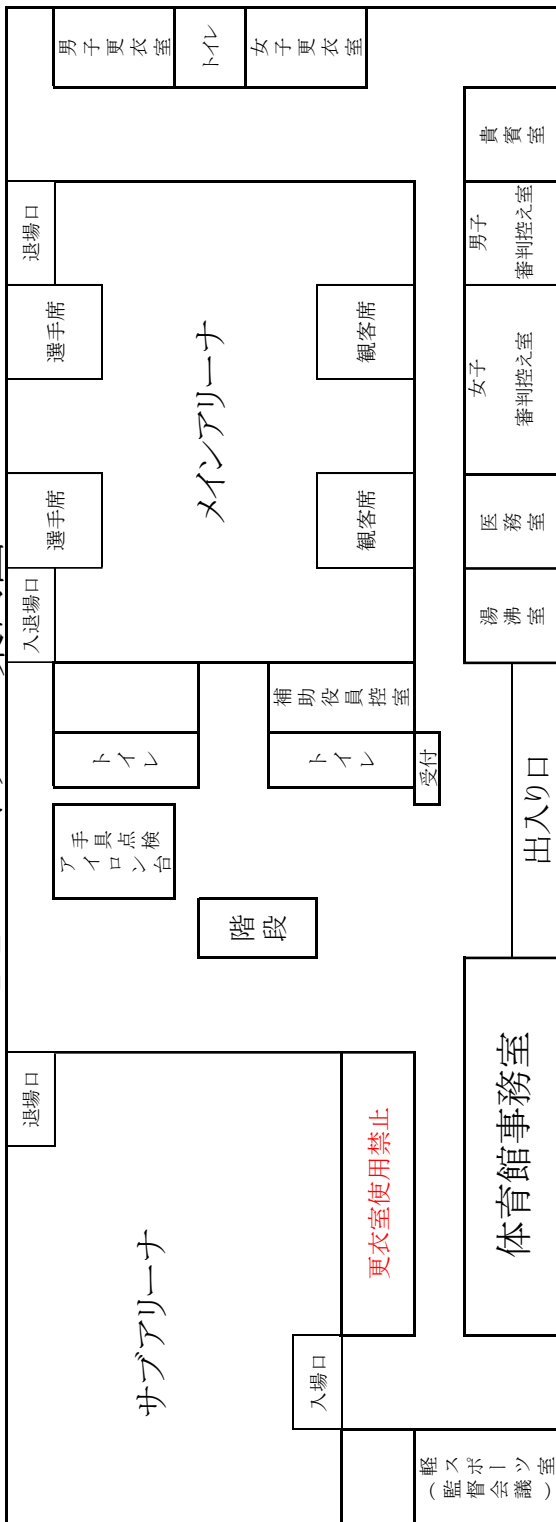 退場口
入退場口
選手席
選手席
退場口
男子更衣室
トイレ
女子更衣室
サブアリーナ
手具点検
アイロン台
トイレ
メインアリーナ
階段
入場口
更衣室使用禁止
トイレ
補助役員控室
観客席
観客席
受付
軽スポーツ室
（監督会議）
体育館事務室
出入り口
湯沸室
医務室
女子
審判控え室
男子
審判控え室
貴賓室